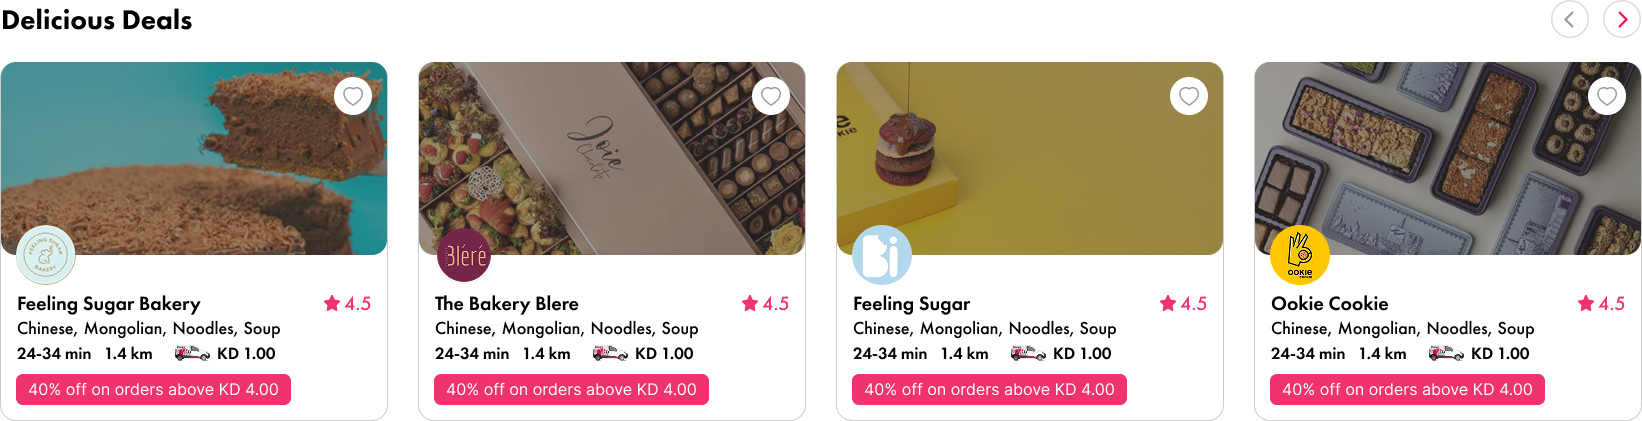 Delicious Deals
Joie
Chocolate
FEELING SUGAR
BAKERY
Feeling Sugar Bakery 4.5
Chinese, Mongolian, Noodles, Soup
24-34 min 1.4 km KD 1.00
40% off on orders above KD 4.00
Bléré
The Bakery Blere 4.5
Chinese, Mongolian, Noodles, Soup
24-34 min 1.4 km KD 1.00
40% off on orders above KD 4.00
Bi
Feeling Sugar 4.5
Chinese, Mongolian, Noodles, Soup
24-34 min 1.4 km KD 1.00
40% off on orders above KD 4.00
OOKIE
Ookie Cookie 4.5
Chinese, Mongolian, Noodles, Soup
24-34 min 1.4 km KD 1.00
40% off on orders above KD 4.00